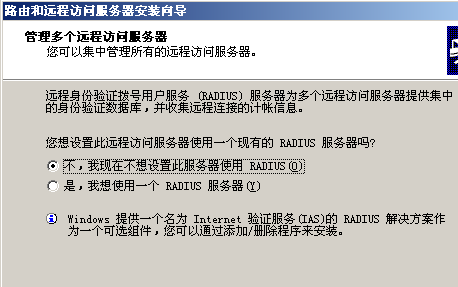 路由和远程访问服务器安装向导
管理多个远程访问服务器
您可以集中管理所有的远程访问服务器。
远程身份验证拨号用户服务 (RADIUS) 服务器为多个远程访问服务器提供集中
的身份验证数据库,并收集远程连接的计帐信息。
您想设置此远程访问服务器使用一个现有的 RADIUS 服务器吗?
不,我现在不想设置此服务器使用 RADIUS(O)
是,我想使用一个 RADIUS 服务器(Y)
Windows 提供一个名为 Internet 验证服务(IAS)的 RADIUS 解决方案作
为一个可选组件,您可以通过添加/删除程序来安装。